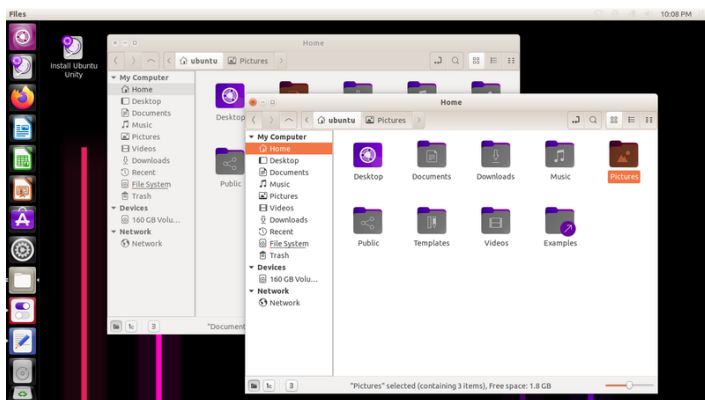 Files
10:08 PM
Install Ubuntu
Unity
Home
ubuntu
Pictures
My Computer
Home
Desktop
Documents
Music
Pictures
Videos
Downloads
Recent
File System
Trash
Devices
160 GB Volu...
Network
Network
Desktop
Public
"Document
Home
ubuntu
Pictures
My Computer
Home
Desktop
Documents
Music
Pictures
Videos
Downloads
Recent
File System
Trash
Devices
160 GB Volu...
Network
Network
Desktop Documents Downloads Music Pictures
Public Templates Videos Examples
"Pictures" selected (containing 3 items), Free space: 1.8 GB